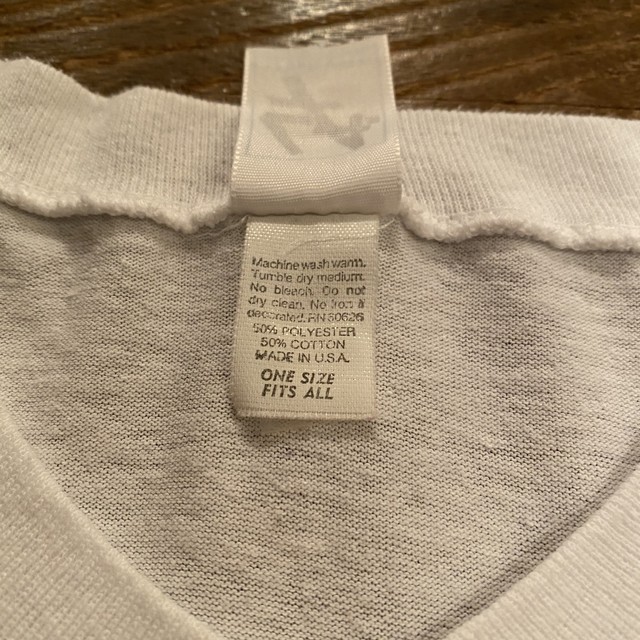 Machine wash warm.
Tumble dry medium.
No bleach. Do not
dry clean. No iron if
decorated. RN 50626
50% POLYESTER
50% COTTON
MADE IN U.S.A.
ONE SIZE
FITS ALL